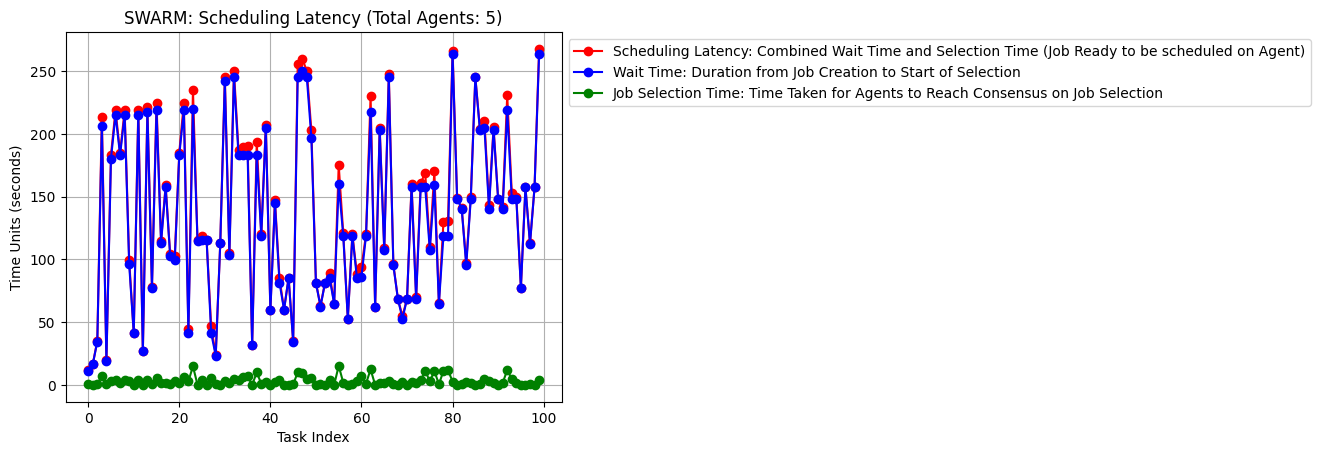 SWARM: Scheduling Latency (Total Agents: 5)
Scheduling Latency: Combined Wait Time and Selection Time (Job Ready to be scheduled on Agent)
Wait Time: Duration from Job Creation to Start of Selection
Job Selection Time: Time Taken for Agents to Reach Consensus on Job Selection
Time Units (seconds)
250
200
150
100
50
0
0 20 40 60 80 100
Task Index